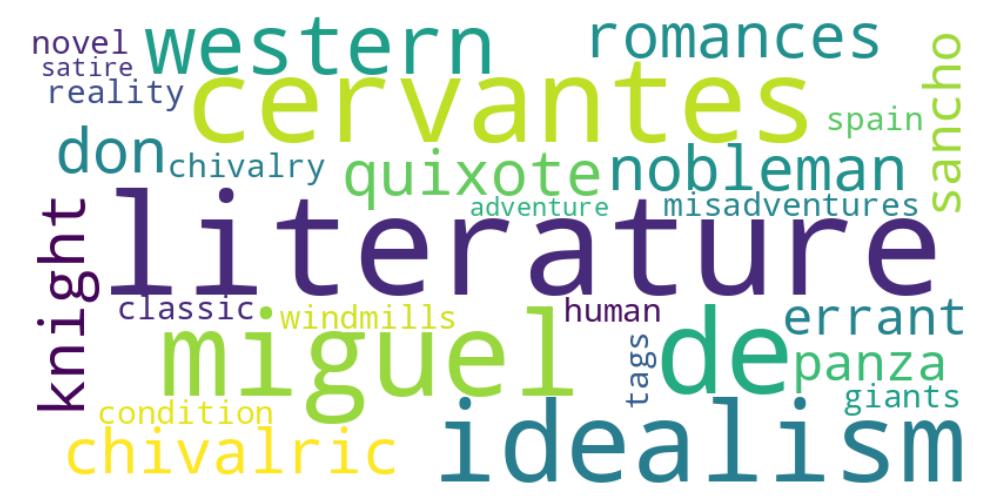 novel
western
romances
satire
reality
cervantes
sancho
spain
don
chivalry
quixote
nobleman
adventure
misadventures
literature
knight
classic
windmills
human
errant
miguel
tags
de
panza
giants
condition
chivalric
idealism